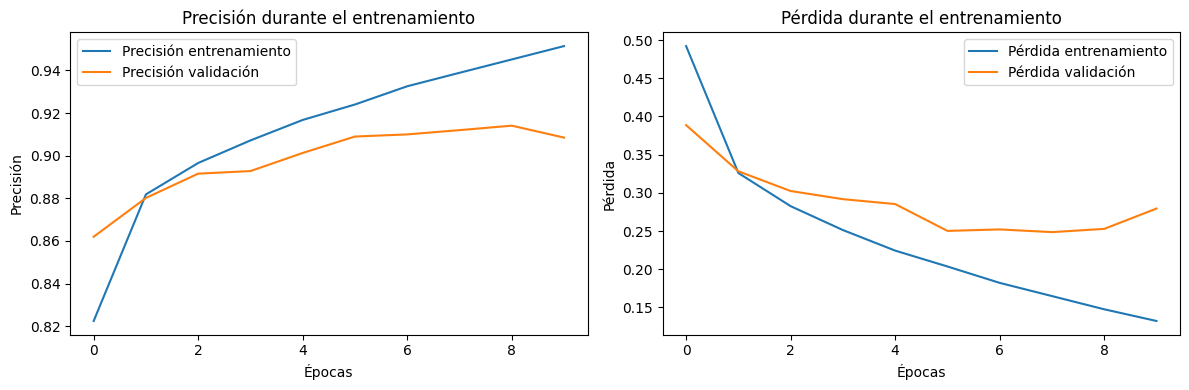 Precisión durante el entrenamiento
Precisión entrenamiento
Precisión validación
Precisión
0.94
0.92
0.90
0.88
0.86
0.84
0.82
0 2 4 6 8
Épocas
Pérdida durante el entrenamiento
Pérdida entrenamiento
Pérdida validación
Pérdida
0.50
0.45
0.40
0.35
0.30
0.25
0.20
0.15
0 2 4 6 8
Épocas